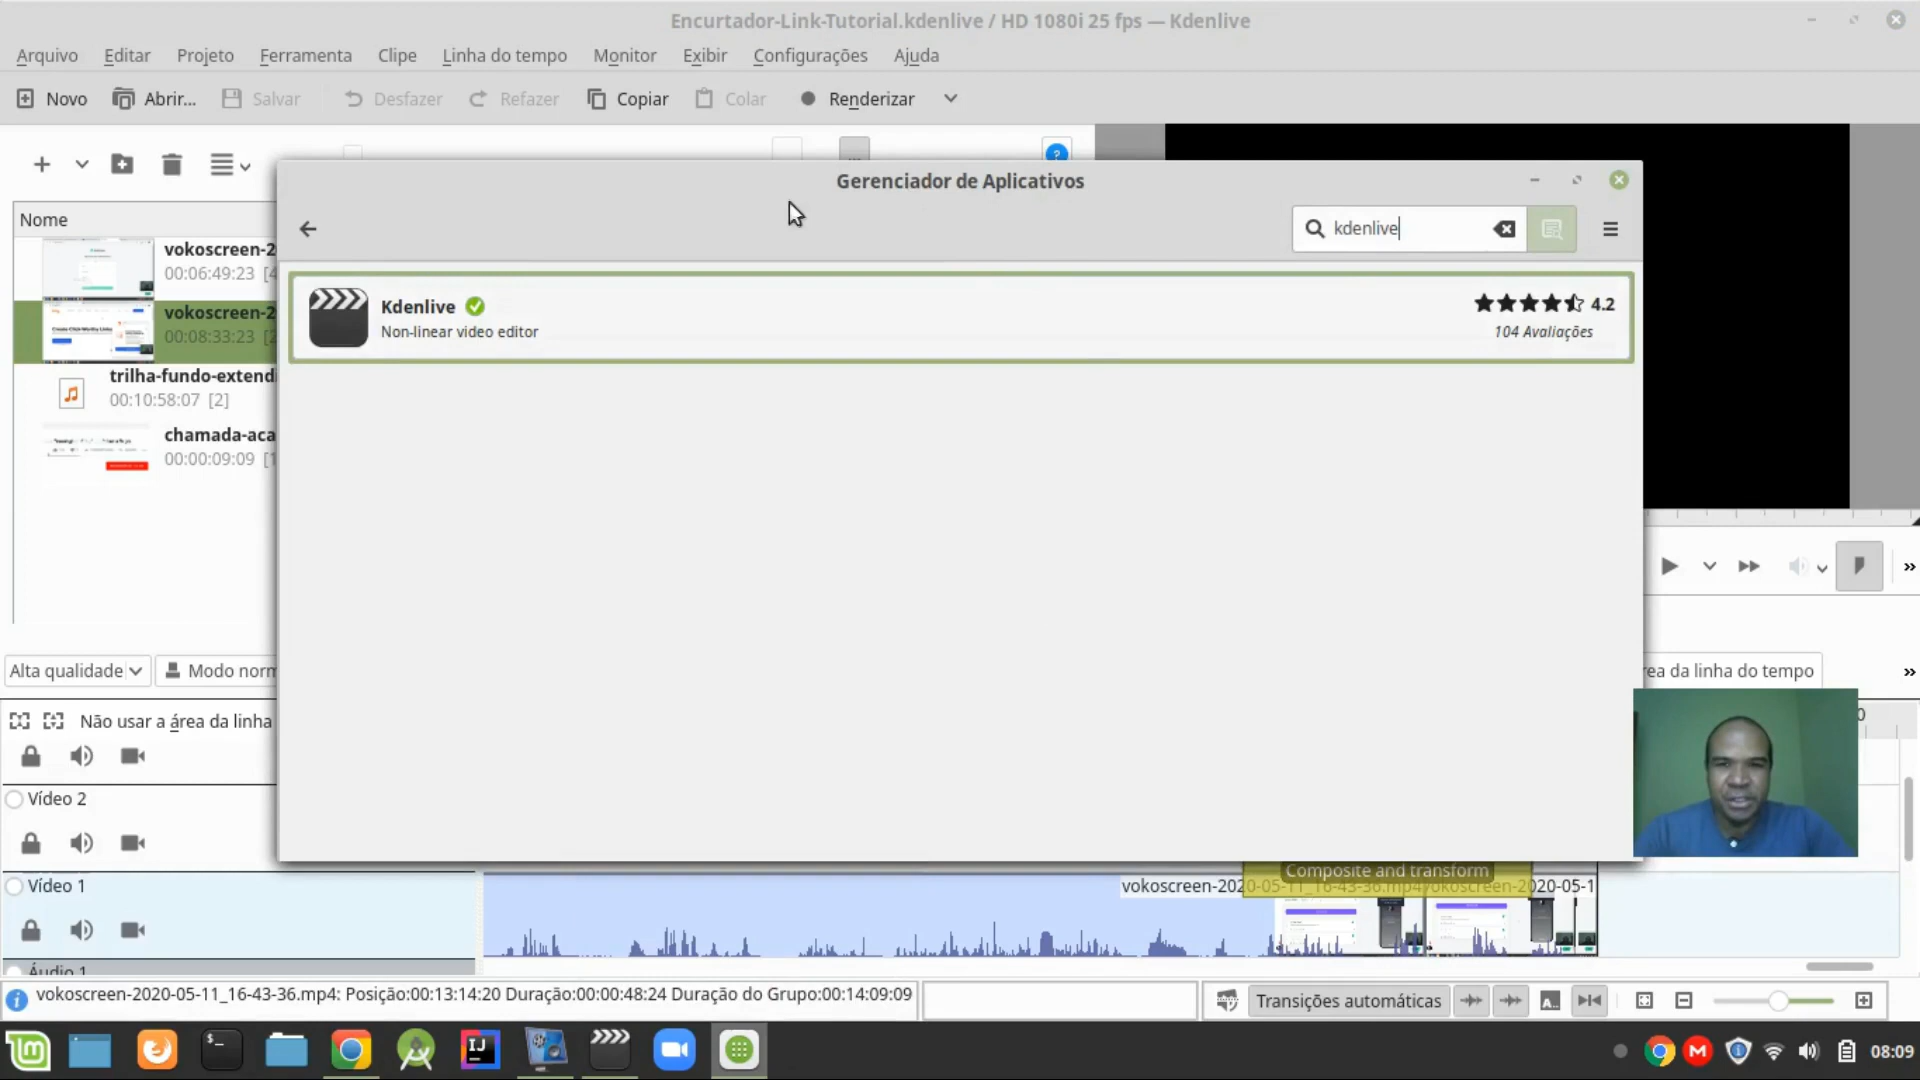 Encurtador-Link-Tutorial.kdenlive / HD 1080i 25 fps — Kdenlive
Arquivo Editar Projeto Ferramenta Clipe Linha do tempo Monitor Exibir Configurações Ajuda
Novo Abrir... Salvar Desfazer Refazer Copiar Colar Renderizar
Gerenciador de Aplicativos
kdenlive
Kdenlive
Non-linear video editor
4.2
104 Avaliações
Nome
vokoscreen-2
00:06:49:23 [4
vokoscreen-2
00:08:33:23 [2
trilha-fundo-extendi
00:10:58:07 [2]
chamada-aca
00:00:09:09 [1
Alta qualidade Modo norm
rea da linha do tempo
Não usar a área da linha
Vídeo 2
Vídeo 1
Composite and transform
vokoscreen-2020-05-11_16-43-36.mp4 vokoscreen-2020-05-1
Áudio 1
vokoscreen-2020-05-11_16-43-36.mp4: Posição:00:13:14:20 Duração:00:00:48:24 Duração do Grupo:00:14:09:09
Transições automáticas
08:09